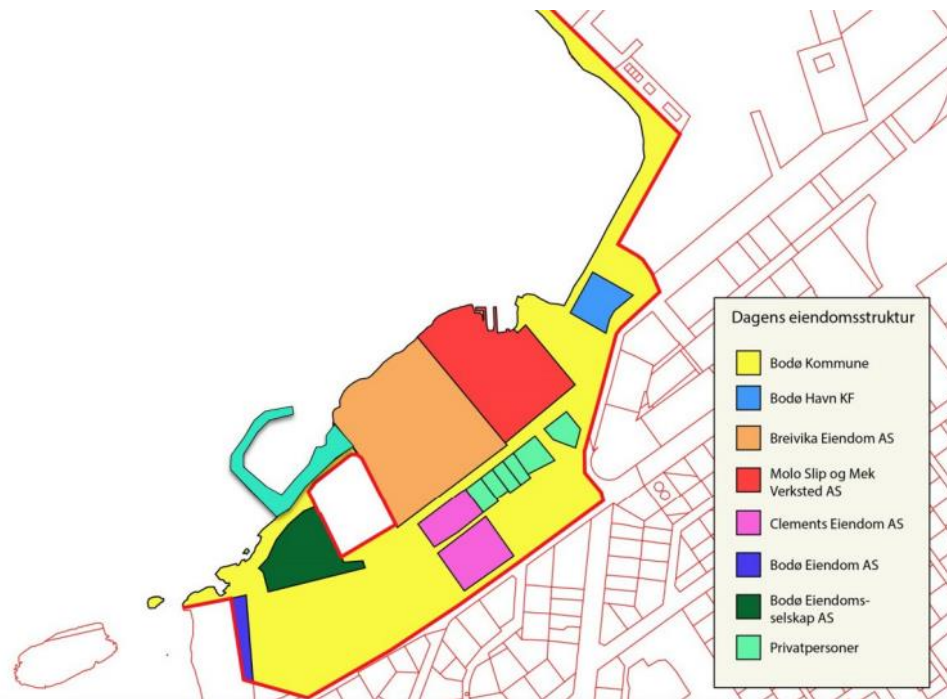 Dagens eiendomsstruktur
Bodø Kommune
Bodø Havn KF
Breivika Eiendom AS
Molo Slip og Mek
Verksted AS
Clements Eiendom AS
Bodø Eiendom AS
Bodø Eiendoms-
selskap AS
Privatpersoner